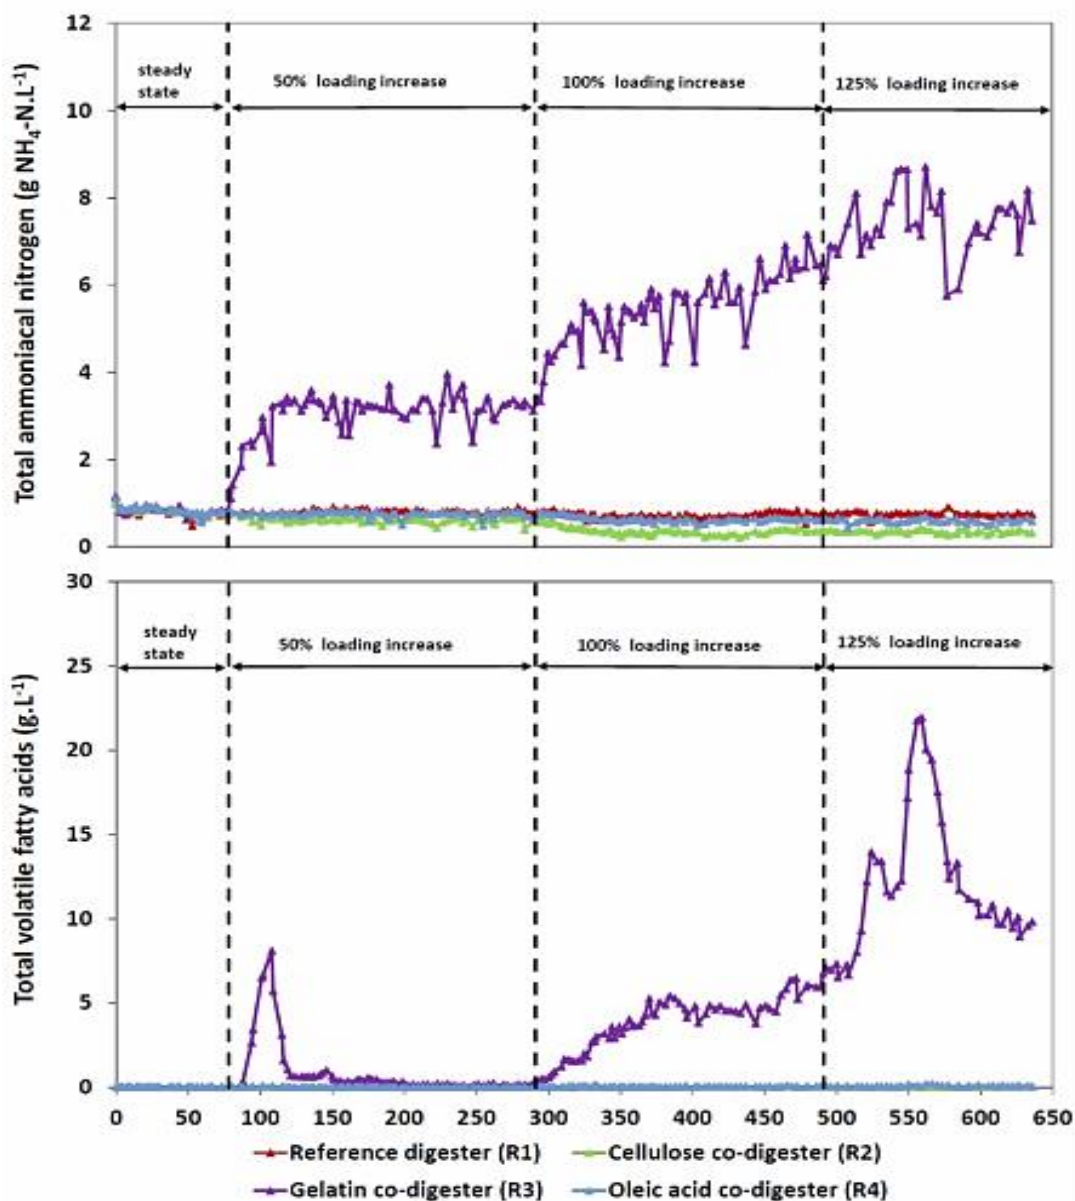 Total ammoniacal nitrogen (g NH₄-N.L⁻¹)
12
10
8
6
4
2
0
steady
state
50% loading increase
100% loading increase
125% loading increase
Total volatile fatty acids (g.L⁻¹)
30
25
20
15
10
5
0
steady
state
50% loading increase
100% loading increase
125% loading increase
0 50 100 150 200 250 300 350 400 450 500 550 600 650
Reference digester (R1) Cellulose co-digester (R2)
Gelatin co-digester (R3) Oleic acid co-digester (R4)